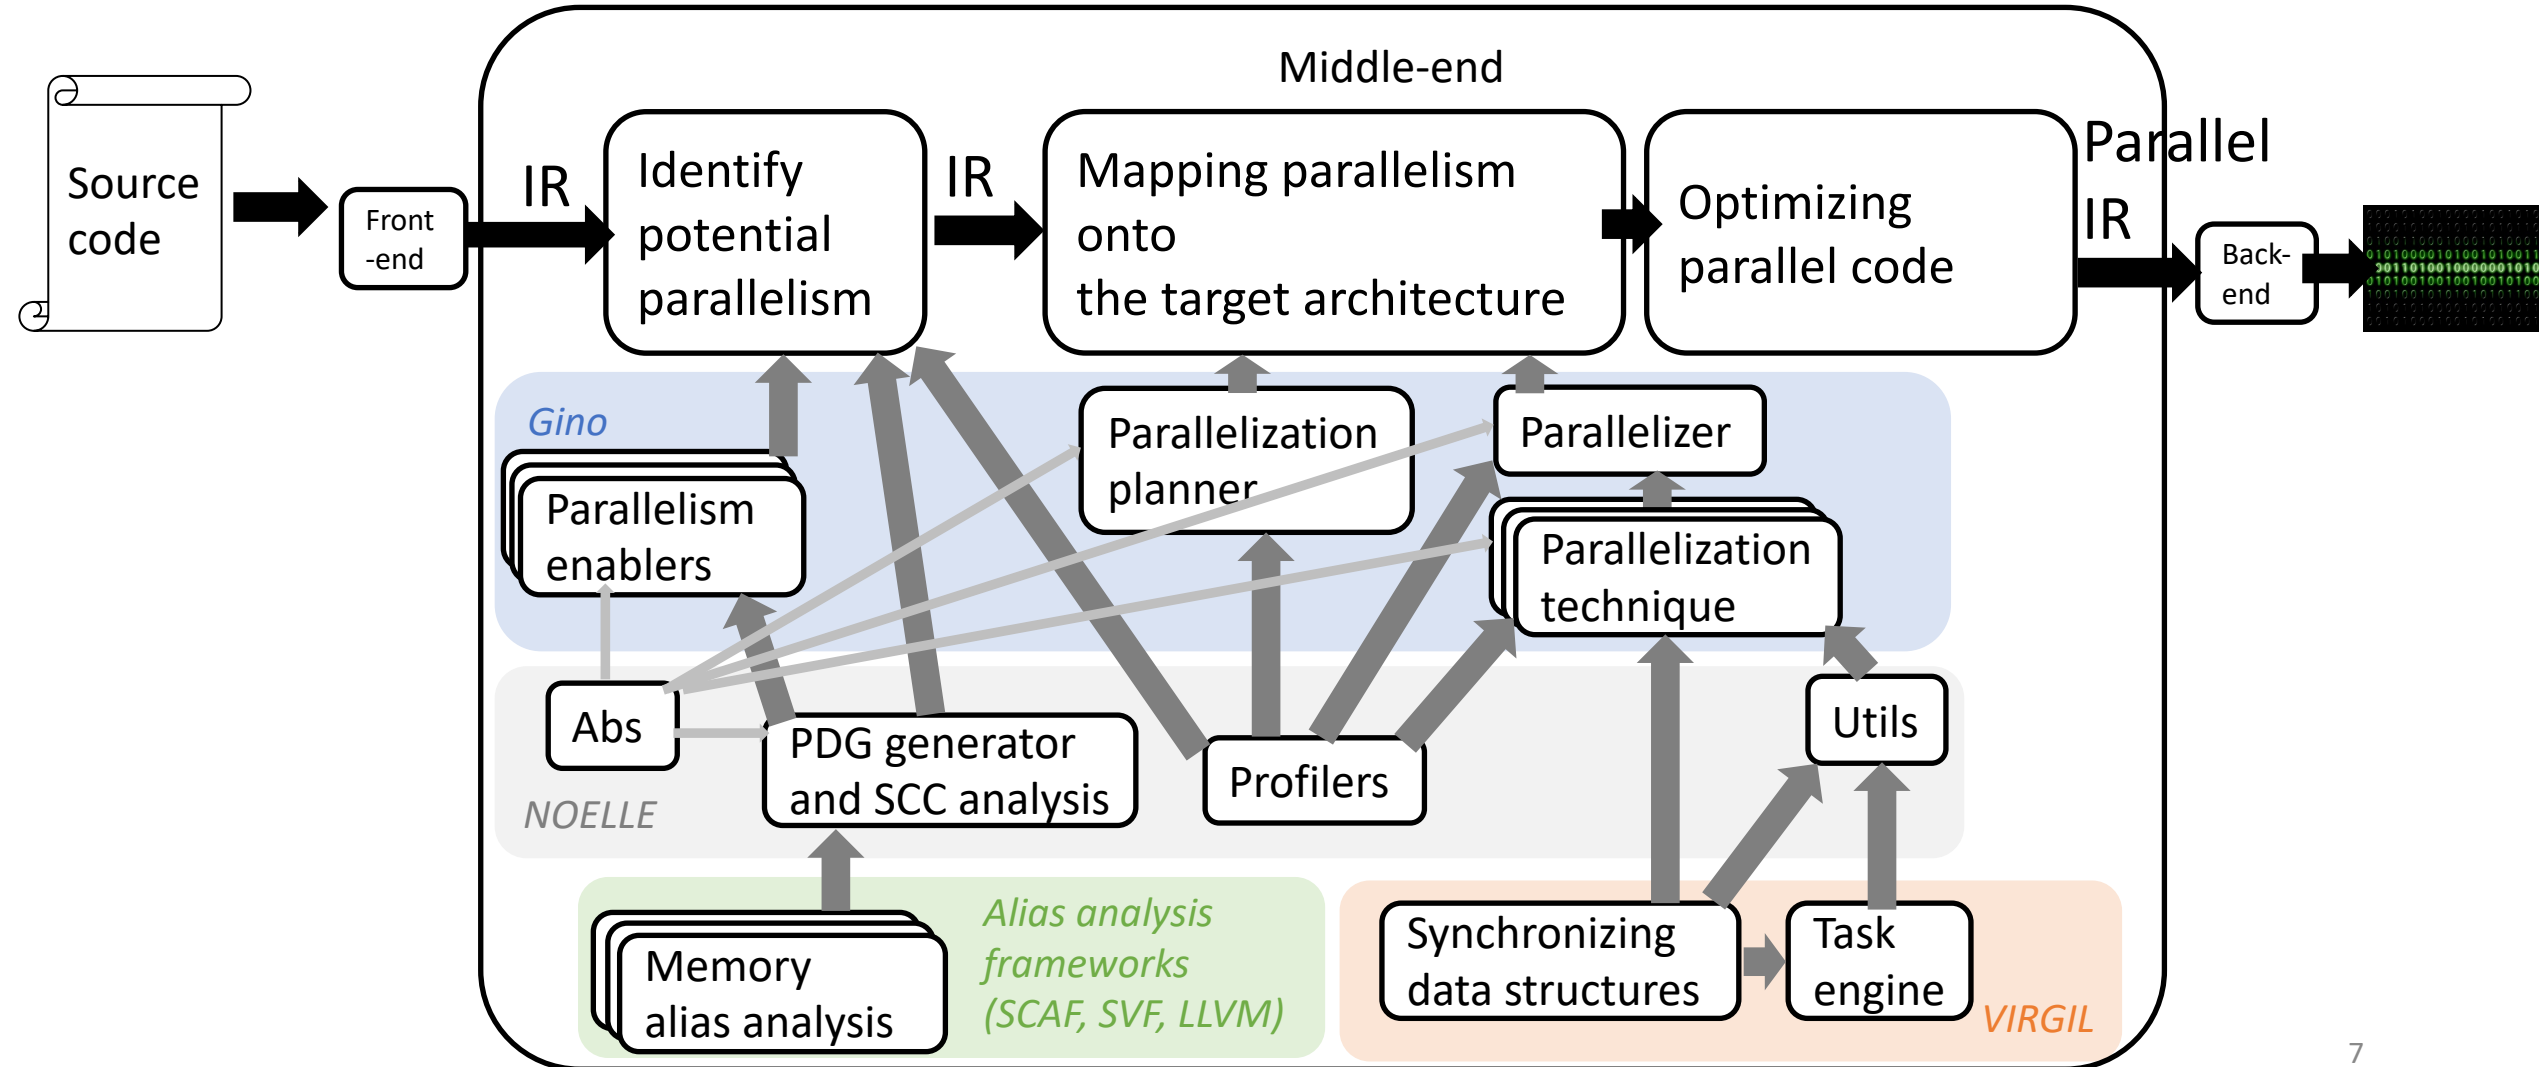 Middle-end
Source
code
Front
-end
IR
Identify
potential
parallelism
IR
Mapping parallelism
onto
the target architecture
Optimizing
parallel code
Parallel
IR
Back-
end
Gino
Parallelism
enablers
Parallelization
planner
Parallelizer
Parallelization
technique
Abs
NOELLE
PDG generator
and SCC analysis
Profilers
Utils
Memory
alias analysis
Alias analysis
frameworks
(SCAF, SVF, LLVM)
Synchronizing
data structures
Task
engine
VIRGIL
7